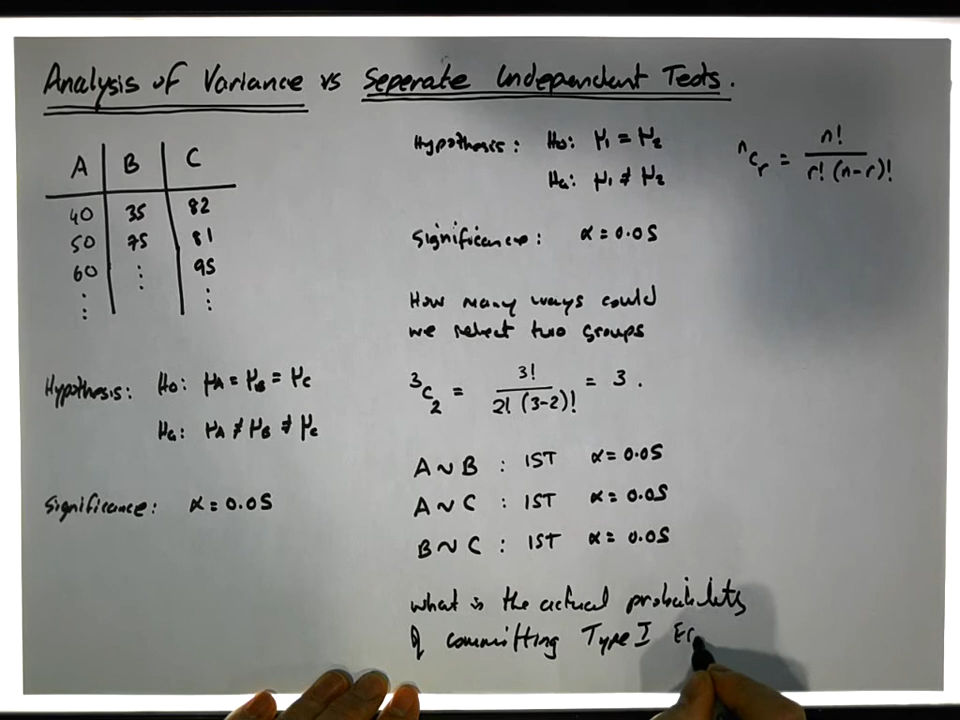 Analysis of Variance vs Seperate Independent Tests.
A B C
40 35 82
50 75 81
60 ⋮ 95
⋮ ⋮
Hypothesis: H₀: μA = μB = μC
Ha: μA ≠ μB ≠ μC
Significance: α = 0.05
Hypothesis: H₀: μ₁ = μ₂
Ha: μ₁ ≠ μ₂
Significance: α = 0.05
How many ways could
we select two groups
³C₂ = 3! / 2! (3-2)! = 3.
A ~ B : IST α = 0.05
A ~ C : IST α = 0.05
B ~ C : IST α = 0.05
What is the actual probability
of committing Type I Er
ⁿCᵣ = n! / r! (n-r)!